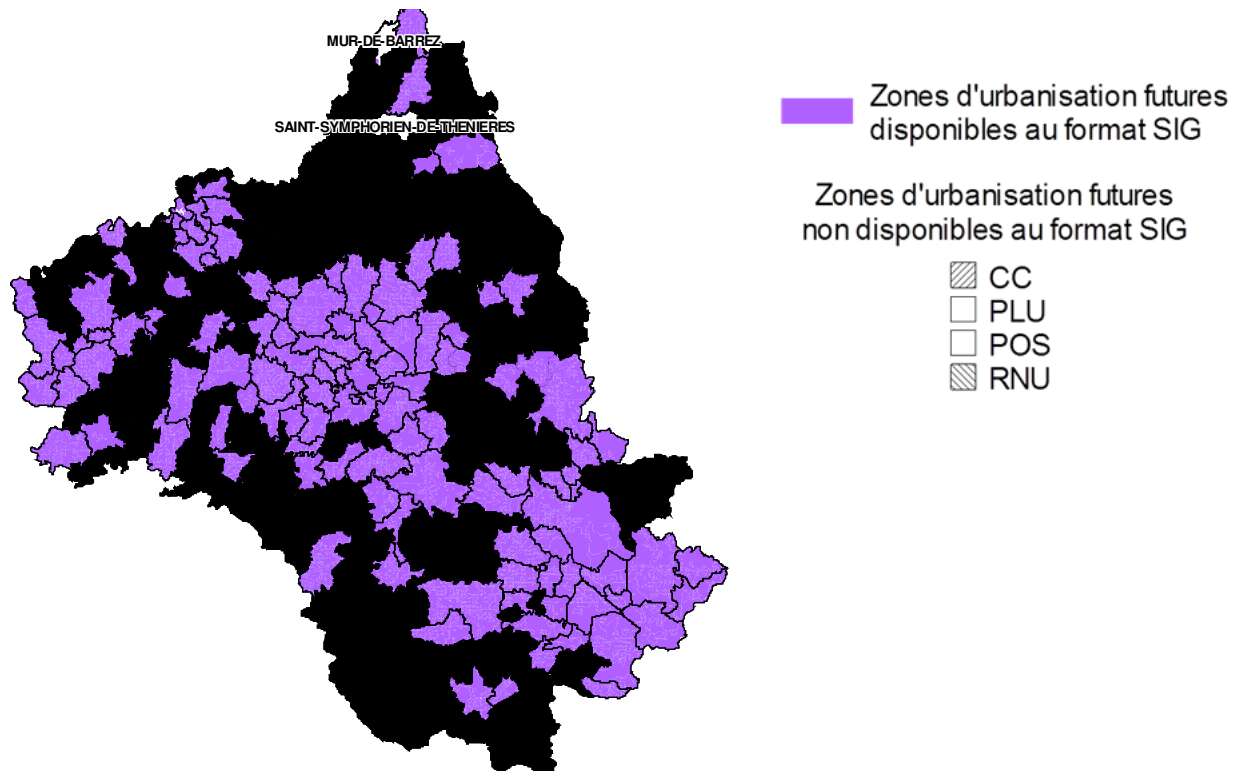 MUR-DE-BARREZ
SAINT-SYMPHORIEN-DE-THENIERES
Zones d'urbanisation futures
disponibles au format SIG
Zones d'urbanisation futures
non disponibles au format SIG
CC
PLU
POS
RNU